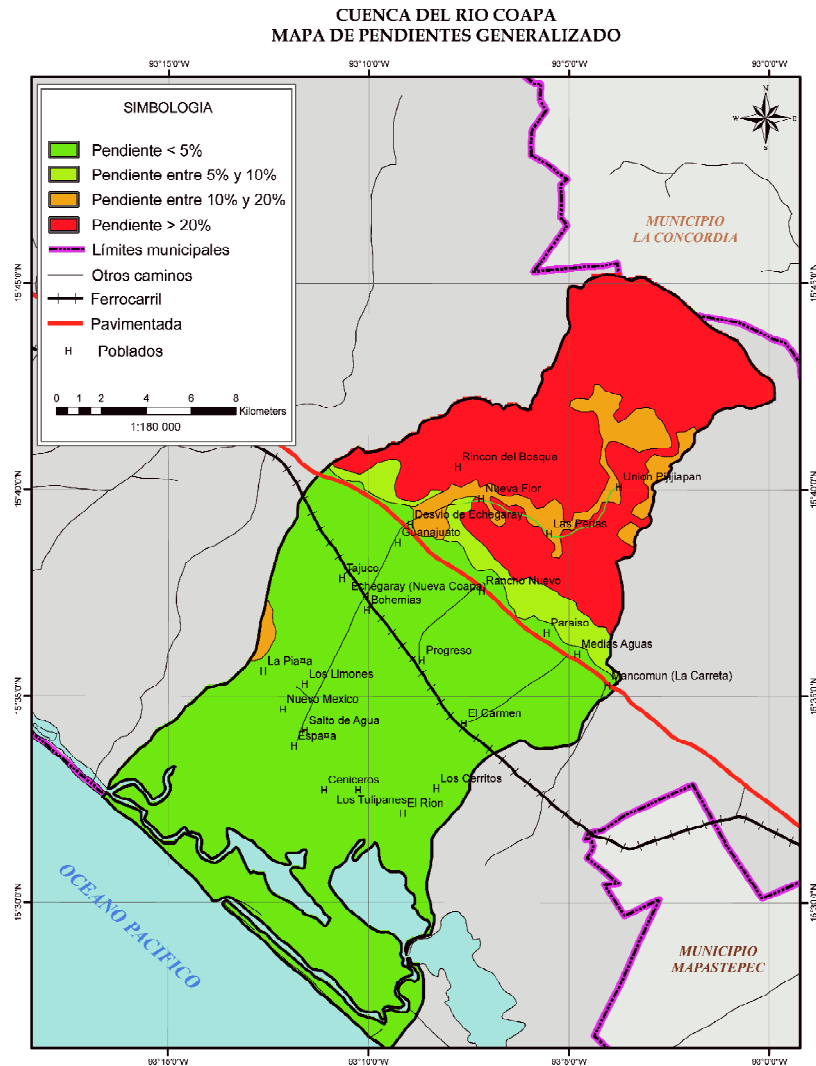 CUENCA DEL RIO COAPA
MAPA DE PENDIENTES GENERALIZADO
93°15'0"W
93°10'0"W
93°5'0"W
93°0'0"W
SIMBOLOGIA
Pendiente < 5%
Pendiente entre 5% y 10%
Pendiente entre 10% y 20%
Pendiente > 20%
Límites municipales
Otros caminos
Ferrocarril
Pavimentada
H Poblados
0 1 2 4 6 8
Kilometers
1:180 000
N
W E
S
MUNICIPIO
LA CONCORDIA
15°45'0"N
15°45'0"N
Rincon del Bosque
Union Pijijiapan
15°40'0"N
15°40'0"N
Nueva Flor
Desvio de Echegaray
Las Perlas
Guanajuato
Tajuco
Echegaray (Nueva Coapa)
Rancho Nuevo
Bohemias
Paraiso
Progreso
Medias Aguas
La Pia¤a
Los Limones
Mancomun (La Carreta)
15°35'0"N
15°35'0"N
Nuevo Mexico
Salto de Agua
El Carmen
Espa¤a
Ceniceros
Los Cerritos
Los Tulipanes
El Rion
OCEANO PACIFICO
15°30'0"N
15°30'0"N
MUNICIPIO
MAPASTEPEC
93°15'0"W
93°10'0"W
93°5'0"W
93°0'0"W